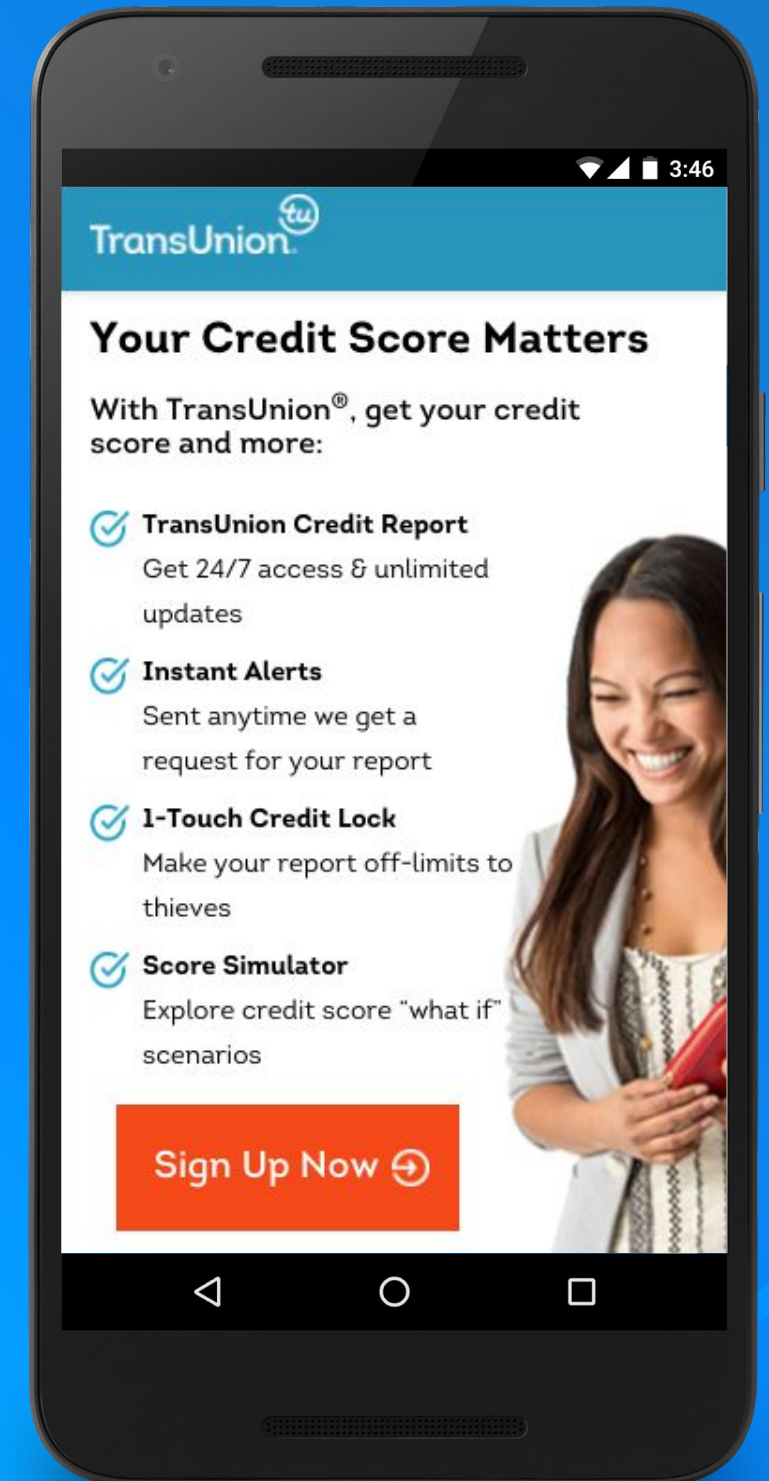 3:46
TransUnion®
tu
Your Credit Score Matters
With TransUnion®, get your credit
score and more:
TransUnion Credit Report
Get 24/7 access & unlimited
updates
Instant Alerts
Sent anytime we get a
request for your report
1-Touch Credit Lock
Make your report off-limits to
thieves
Score Simulator
Explore credit score “what if”
scenarios
Sign Up Now